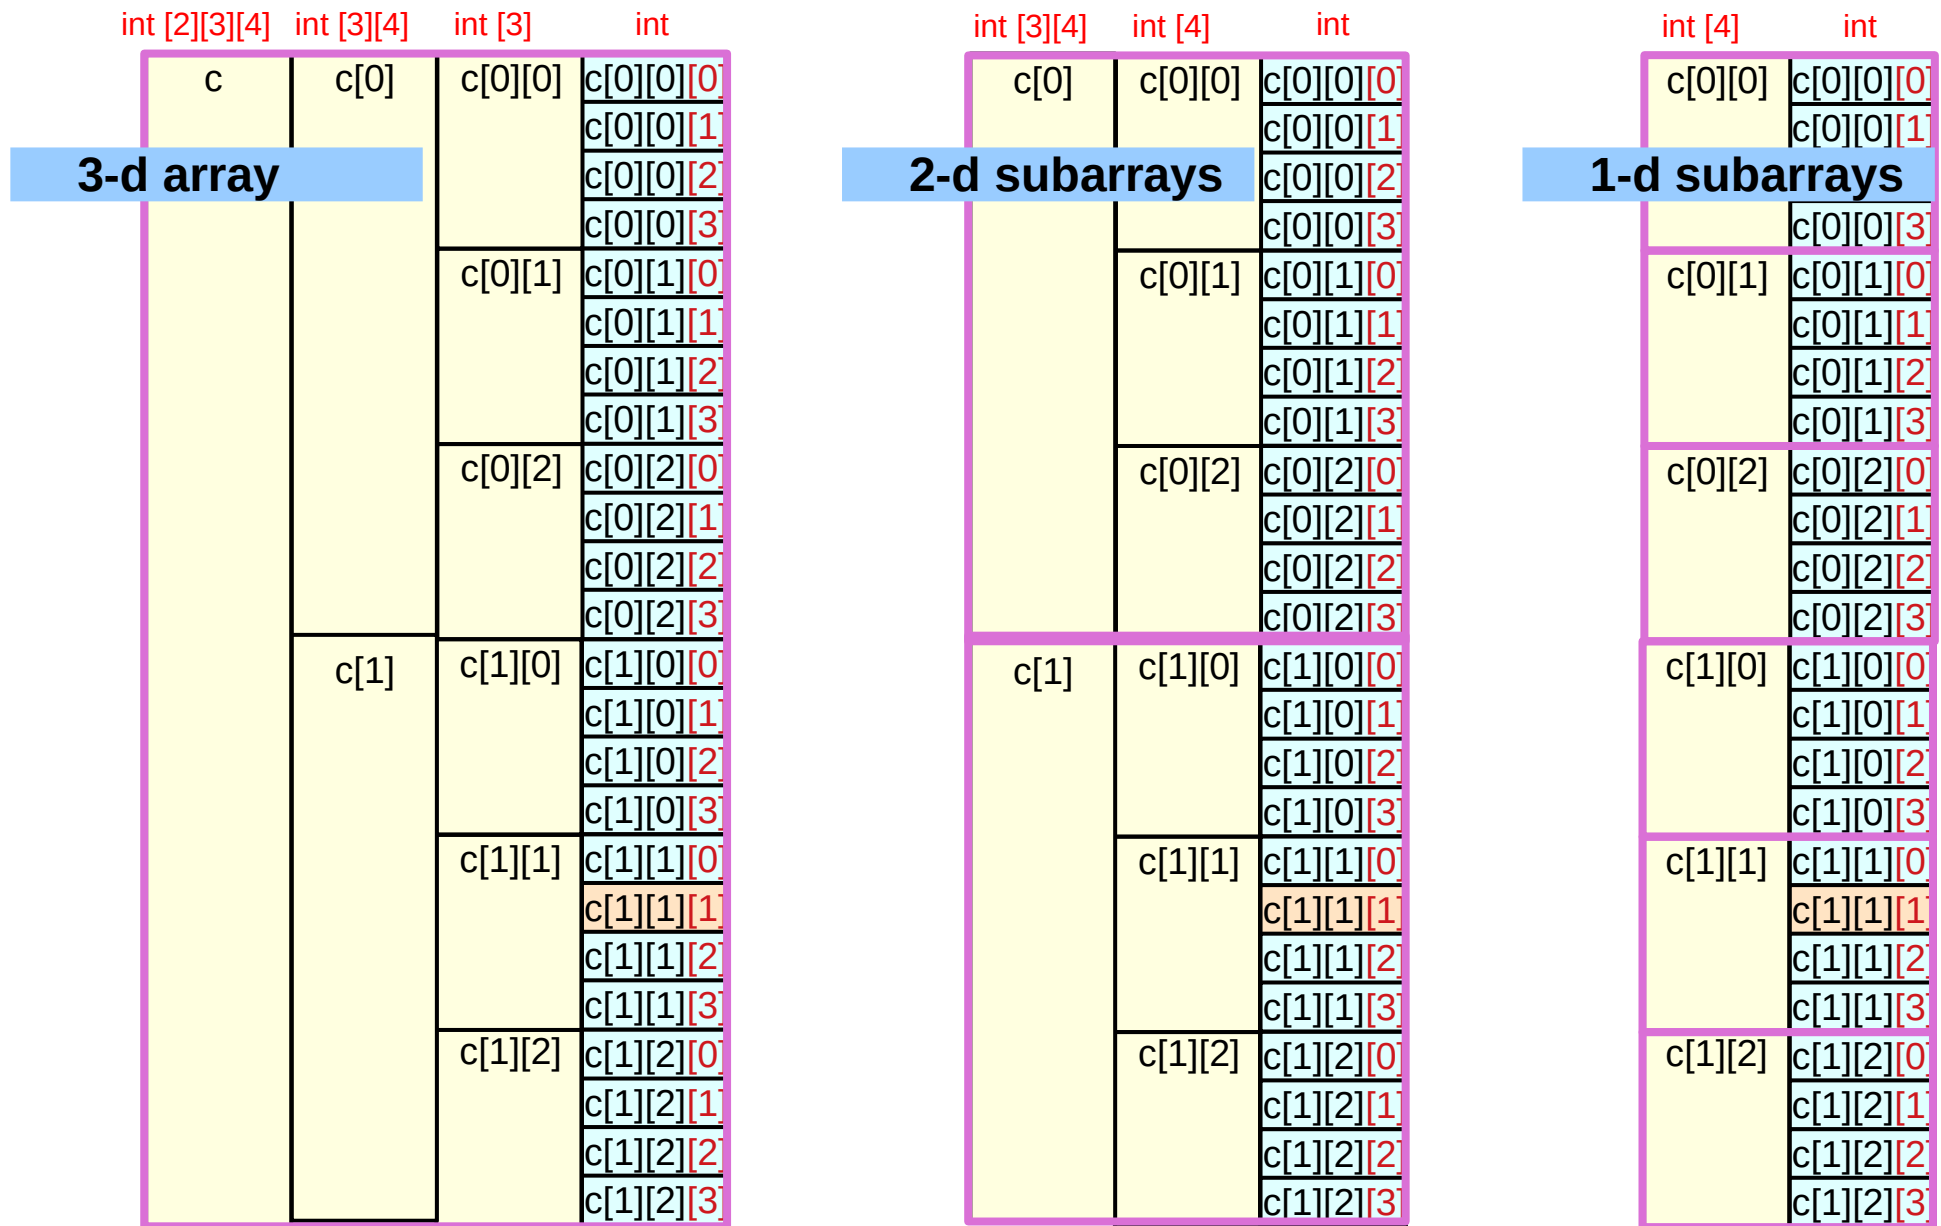 int [2][3][4] int [3][4] int [3] int
c c[0] c[0][0] c[0][0][0]
c[0][0][1]
3-d array c[0][0][2]
c[0][0][3]
c[0][1] c[0][1][0]
c[0][1][1]
c[0][1][2]
c[0][1][3]
c[0][2] c[0][2][0]
c[0][2][1]
c[0][2][2]
c[0][2][3]
c[1] c[1][0] c[1][0][0]
c[1][0][1]
c[1][0][2]
c[1][0][3]
c[1][1] c[1][1][0]
c[1][1][1]
c[1][1][2]
c[1][1][3]
c[1][2] c[1][2][0]
c[1][2][1]
c[1][2][2]
c[1][2][3]
int [3][4] int [4] int
c[0] c[0][0] c[0][0][0]
c[0][0][1]
2-d subarrays c[0][0][2]
c[0][0][3]
c[0][1] c[0][1][0]
c[0][1][1]
c[0][1][2]
c[0][1][3]
c[0][2] c[0][2][0]
c[0][2][1]
c[0][2][2]
c[0][2][3]
c[1] c[1][0] c[1][0][0]
c[1][0][1]
c[1][0][2]
c[1][0][3]
c[1][1] c[1][1][0]
c[1][1][1]
c[1][1][2]
c[1][1][3]
c[1][2] c[1][2][0]
c[1][2][1]
c[1][2][2]
c[1][2][3]
int [4] int
c[0][0] c[0][0][0]
c[0][0][1]
1-d subarrays
c[0][0][3]
c[0][1] c[0][1][0]
c[0][1][1]
c[0][1][2]
c[0][1][3]
c[0][2] c[0][2][0]
c[0][2][1]
c[0][2][2]
c[0][2][3]
c[1][0] c[1][0][0]
c[1][0][1]
c[1][0][2]
c[1][0][3]
c[1][1] c[1][1][0]
c[1][1][1]
c[1][1][2]
c[1][1][3]
c[1][2] c[1][2][0]
c[1][2][1]
c[1][2][2]
c[1][2][3]